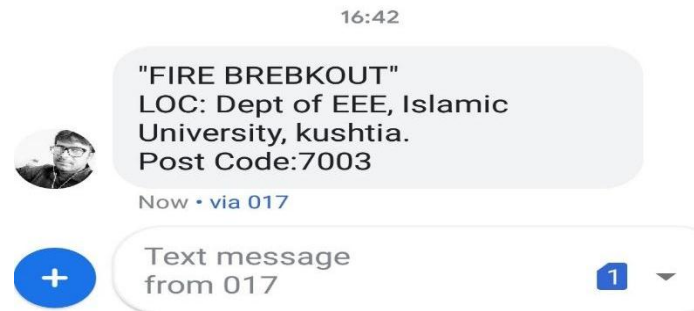 16:42
"FIRE BREBKOUT"
LOC: Dept of EEE, Islamic
University, kushtia.
Post Code:7003
Now • via 017
Text message
from 017
1